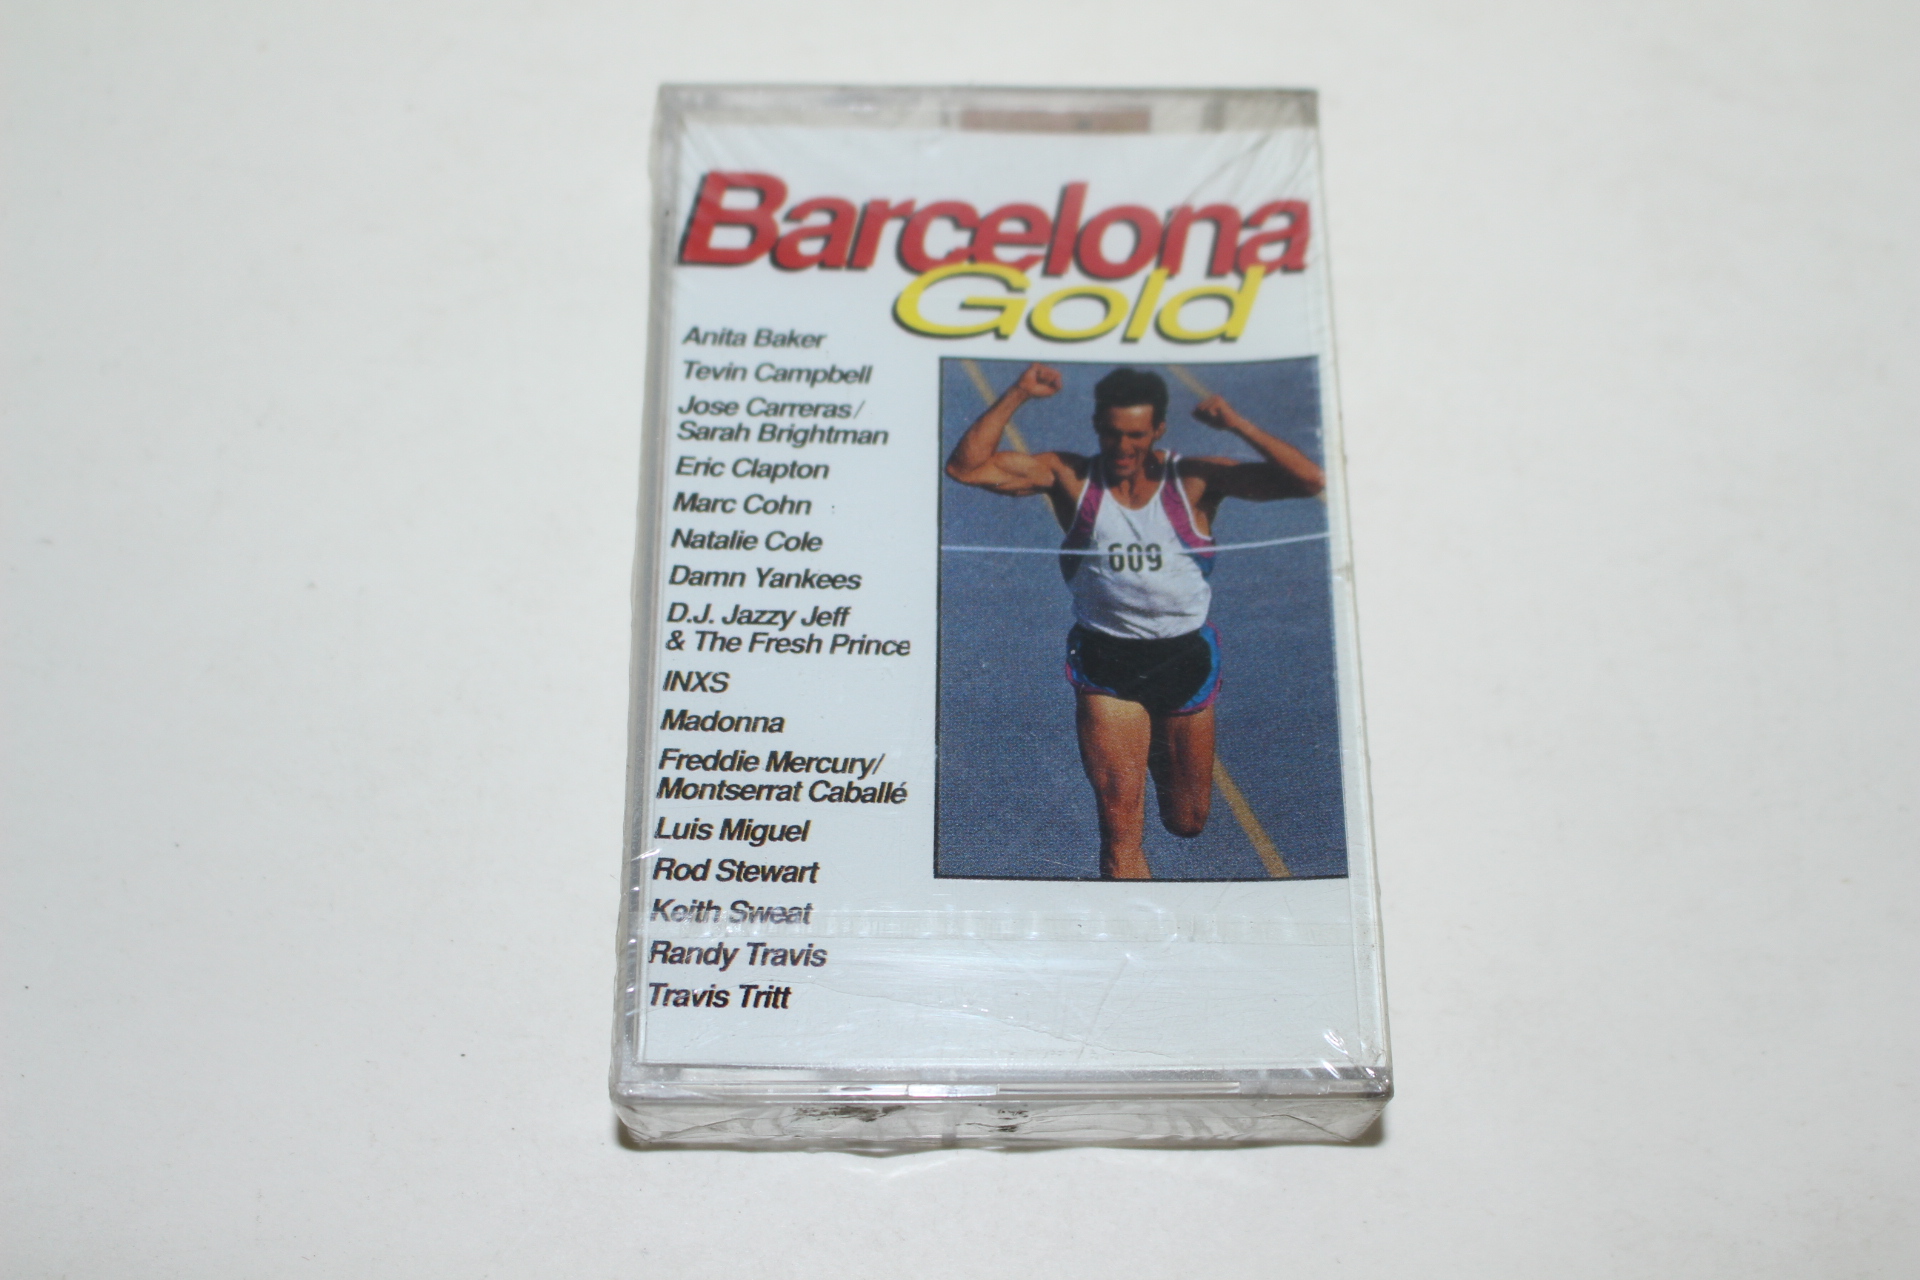 Barcelona
Gold
Anita Baker
Tevin Campbell
Jose Carreras/
Sarah Brightman
Eric Clapton
Marc Cohn
Natalie Cole
Damn Yankees
D.J. Jazzy Jeff
& The Fresh Prince
INXS
Madonna
Freddie Mercury/
Montserrat Caballé
Luis Miguel
Rod Stewart
Keith Sweat
Randy Travis
Travis Tritt
609